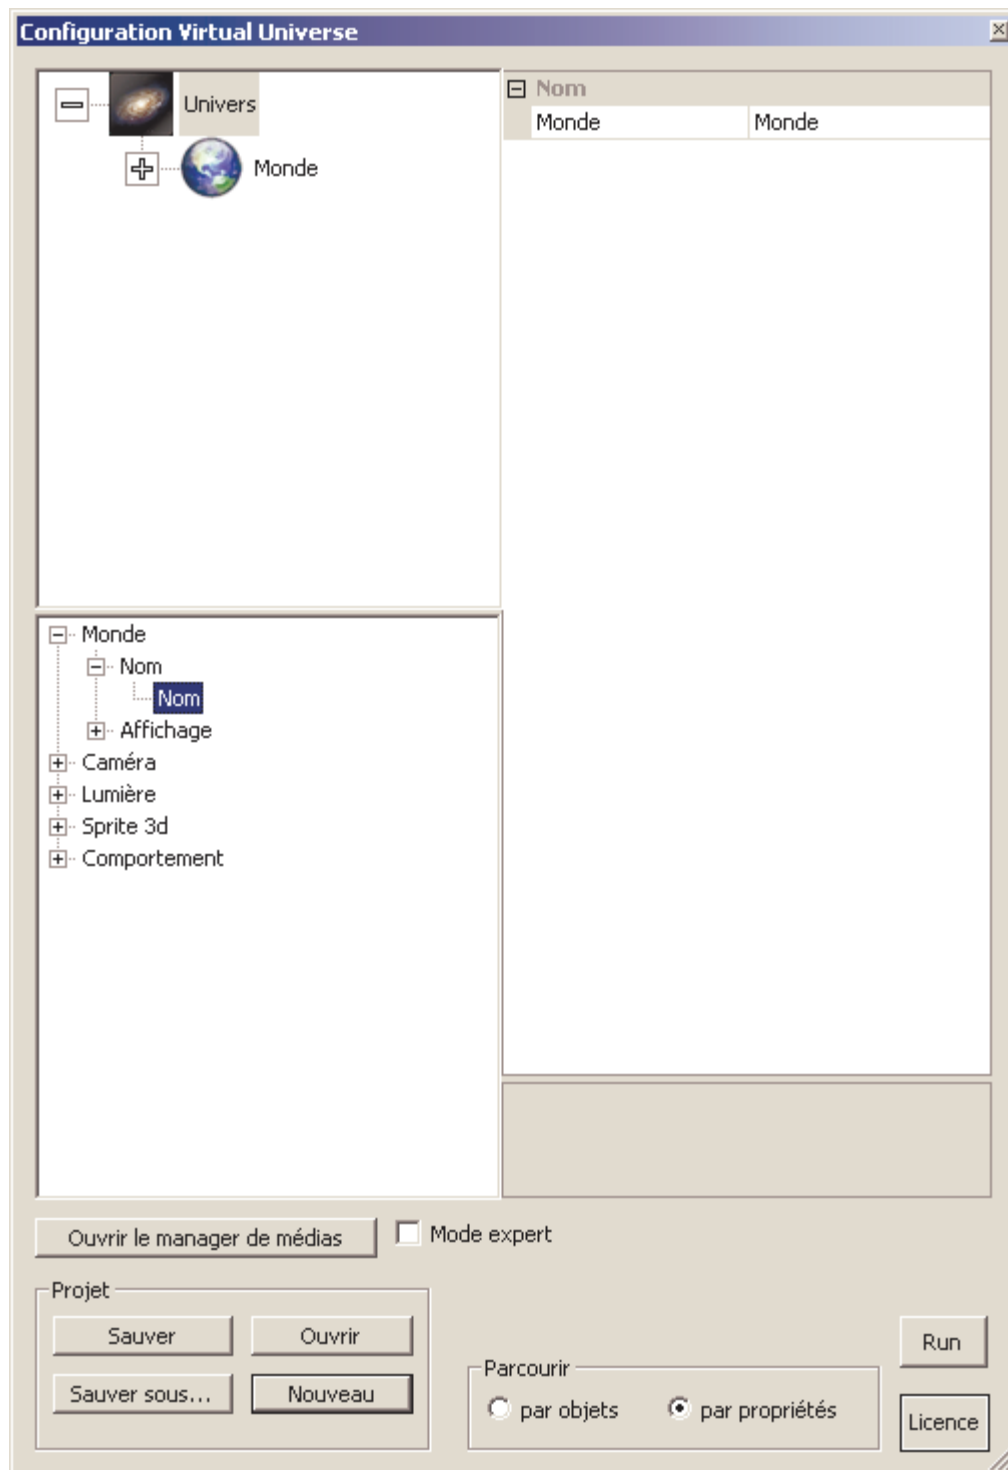 Configuration Virtual Universe
Univers
Monde
Nom
Monde Monde
Monde
Nom
Nom
Affichage
Caméra
Lumière
Sprite 3d
Comportement
Ouvrir le manager de médias
Mode expert
Projet
Sauver
Ouvrir
Sauver sous...
Nouveau
Parcourir
par objets
par propriétés
Run
Licence